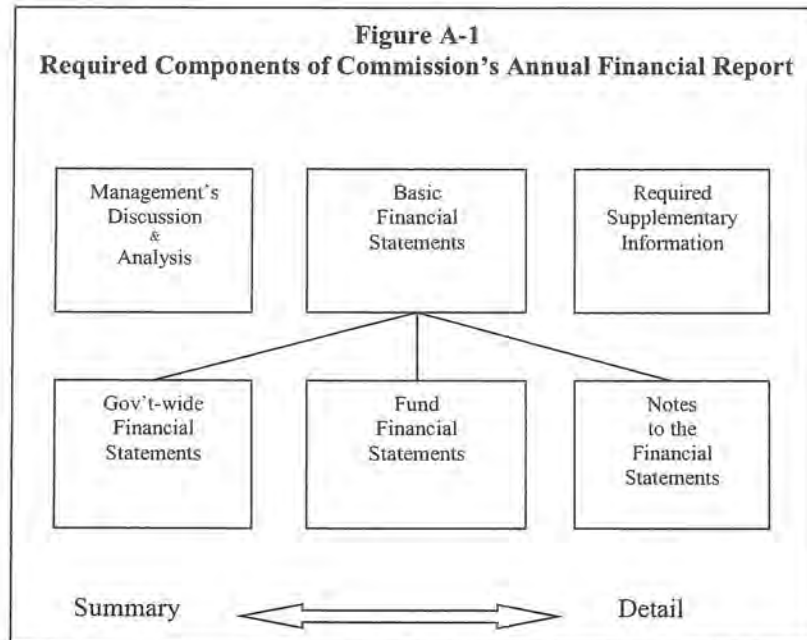 Figure A-1
Required Components of Commission's Annual Financial Report
Management's
Discussion
&
Analysis
Basic
Financial
Statements
Required
Supplementary
Information
Gov't-wide
Financial
Statements
Fund
Financial
Statements
Notes
to the
Financial
Statements
Summary
Detail